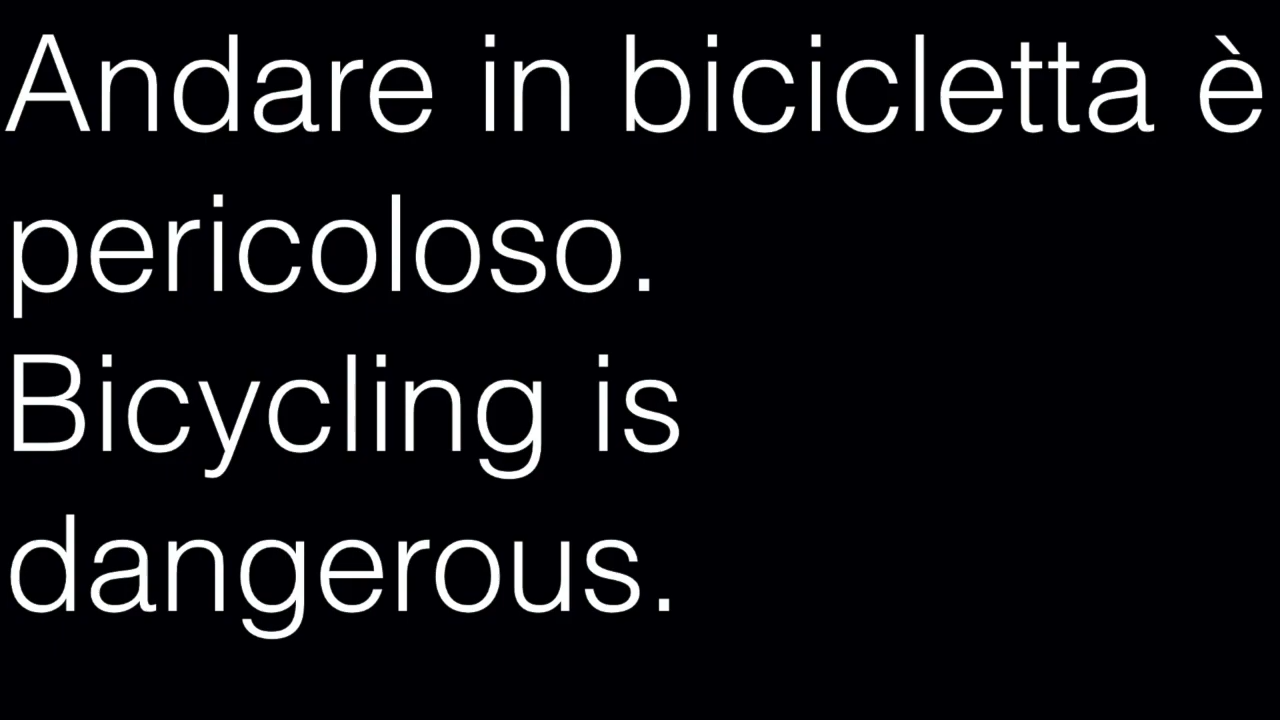 Andare in bicicletta è
pericoloso.
Bicycling is
dangerous.